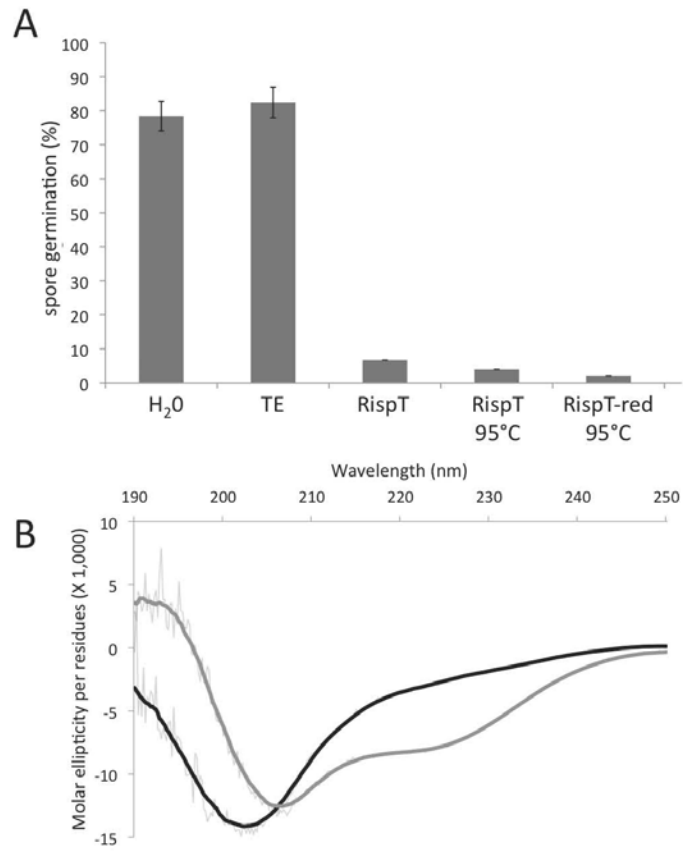 A
spore germination (%)
100
90
80
70
60
50
40
30
20
10
0
H₂0
TE
RispT
RispT
95°C
RispT-red
95°C
Wavelength (nm)
190
200
210
220
230
240
250
B
Molar ellipticity per residues (X 1,000)
10
5
0
-5
-10
-15